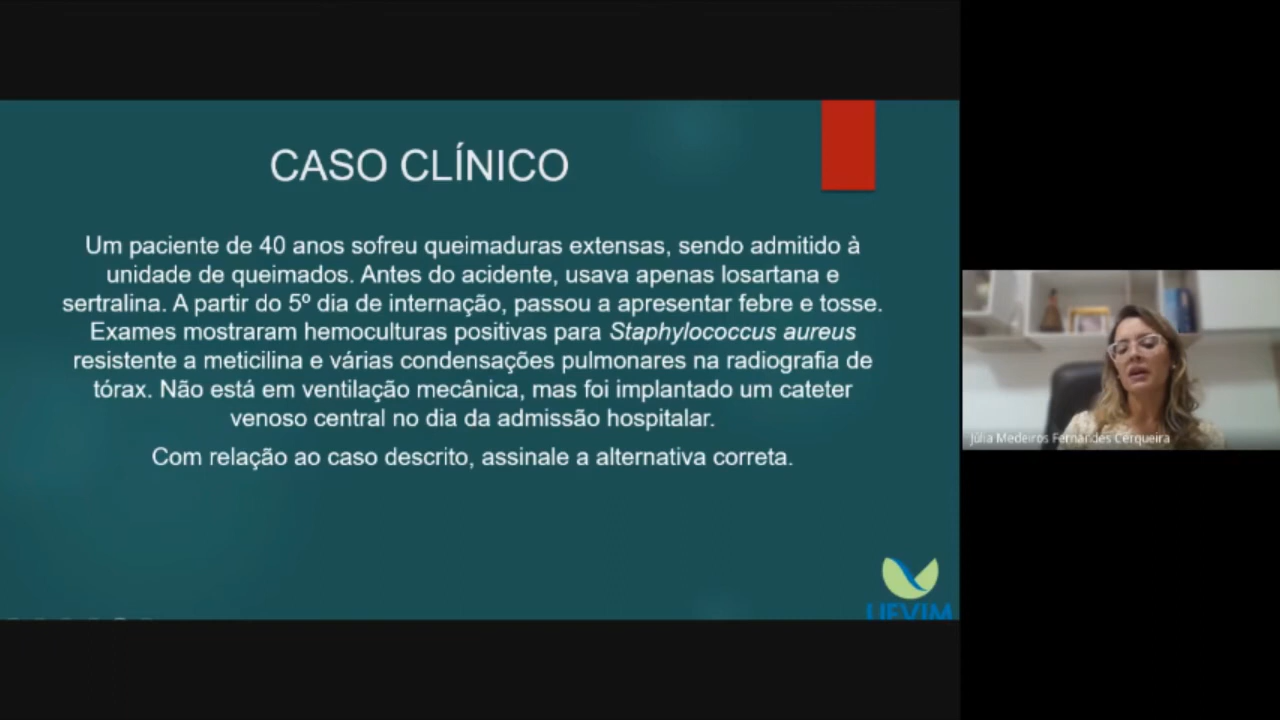 CASO CLÍNICO
Um paciente de 40 anos sofreu queimaduras extensas, sendo admitido à
unidade de queimados. Antes do acidente, usava apenas losartana e
sertralina. A partir do 5º dia de internação, passou a apresentar febre e tosse.
Exames mostraram hemoculturas positivas para Staphylococcus aureus
resistente a meticilina e várias condensações pulmonares na radiografia de
tórax. Não está em ventilação mecânica, mas foi implantado um cateter
venoso central no dia da admissão hospitalar.
Com relação ao caso descrito, assinale a alternativa correta.
Júlia Medeiros Fernandes Cerqueira